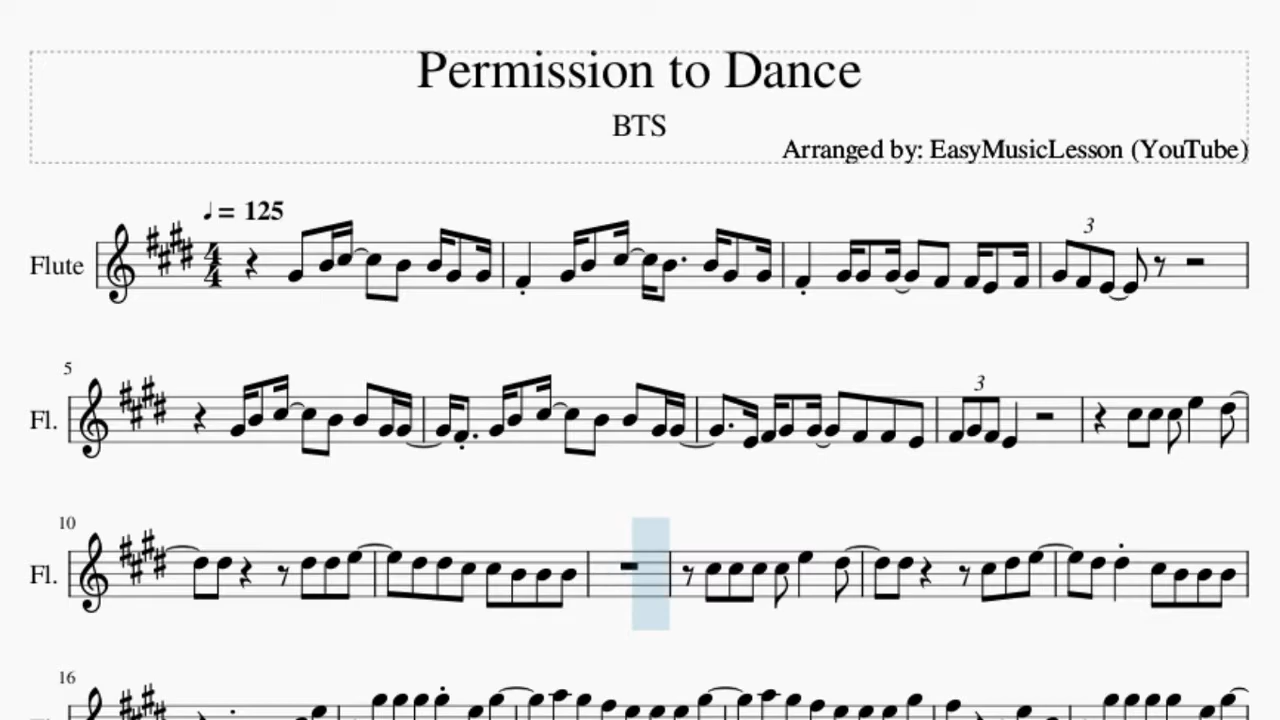 Permission to Dance
BTS
Arranged by: EasyMusicLesson (YouTube)
♩ = 125
Flute
4
4
3
5
Fl.
3
10
Fl.
16